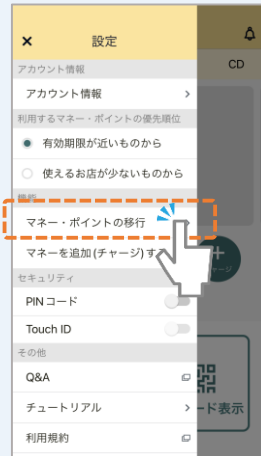 × 設定
CD
アカウント情報
アカウント情報 >
利用するマネー・ポイントの優先順位
有効期限が近いものから
使えるお店が少ないものから
機能
マネー・ポイントの移行
マネーを追加(チャージ)す
ージ
セキュリティ
PINコード
Touch ID
その他
Q&A
チュートリアル >
ード表示
利用規約